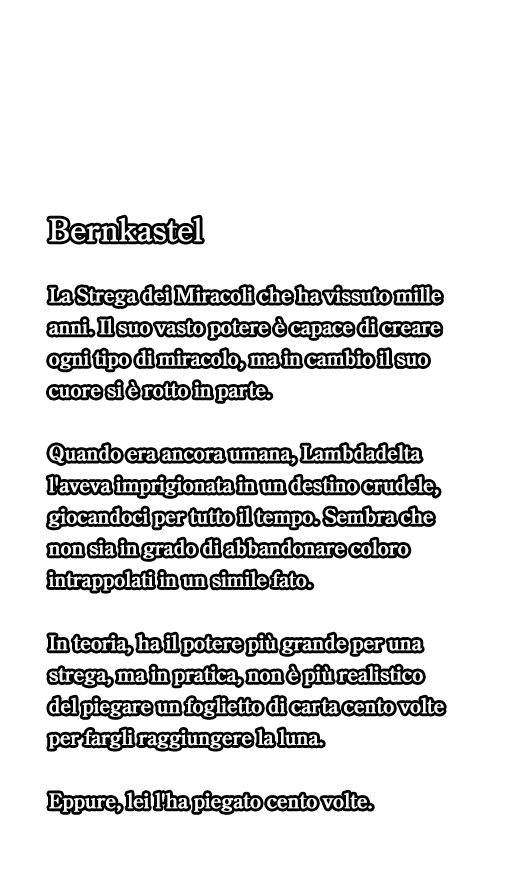 Bernkastel
La Strega dei Miracoli che ha vissuto mille
anni. Il suo vasto potere è capace di creare
ogni tipo di miracolo, ma in cambio il suo
cuore si è rotto in parte.
Quando era ancora umana, Lambdadelta
l'aveva imprigionata in un destino crudele,
giocandoci per tutto il tempo. Sembra che
non sia in grado di abbandonare coloro
intrappolati in un simile fato.
In teoria, ha il potere più grande per una
strega, ma in pratica, non è più realistico
del piegare un foglietto di carta cento volte
per fargli raggiungere la luna.
Eppure, lei l'ha piegato cento volte.